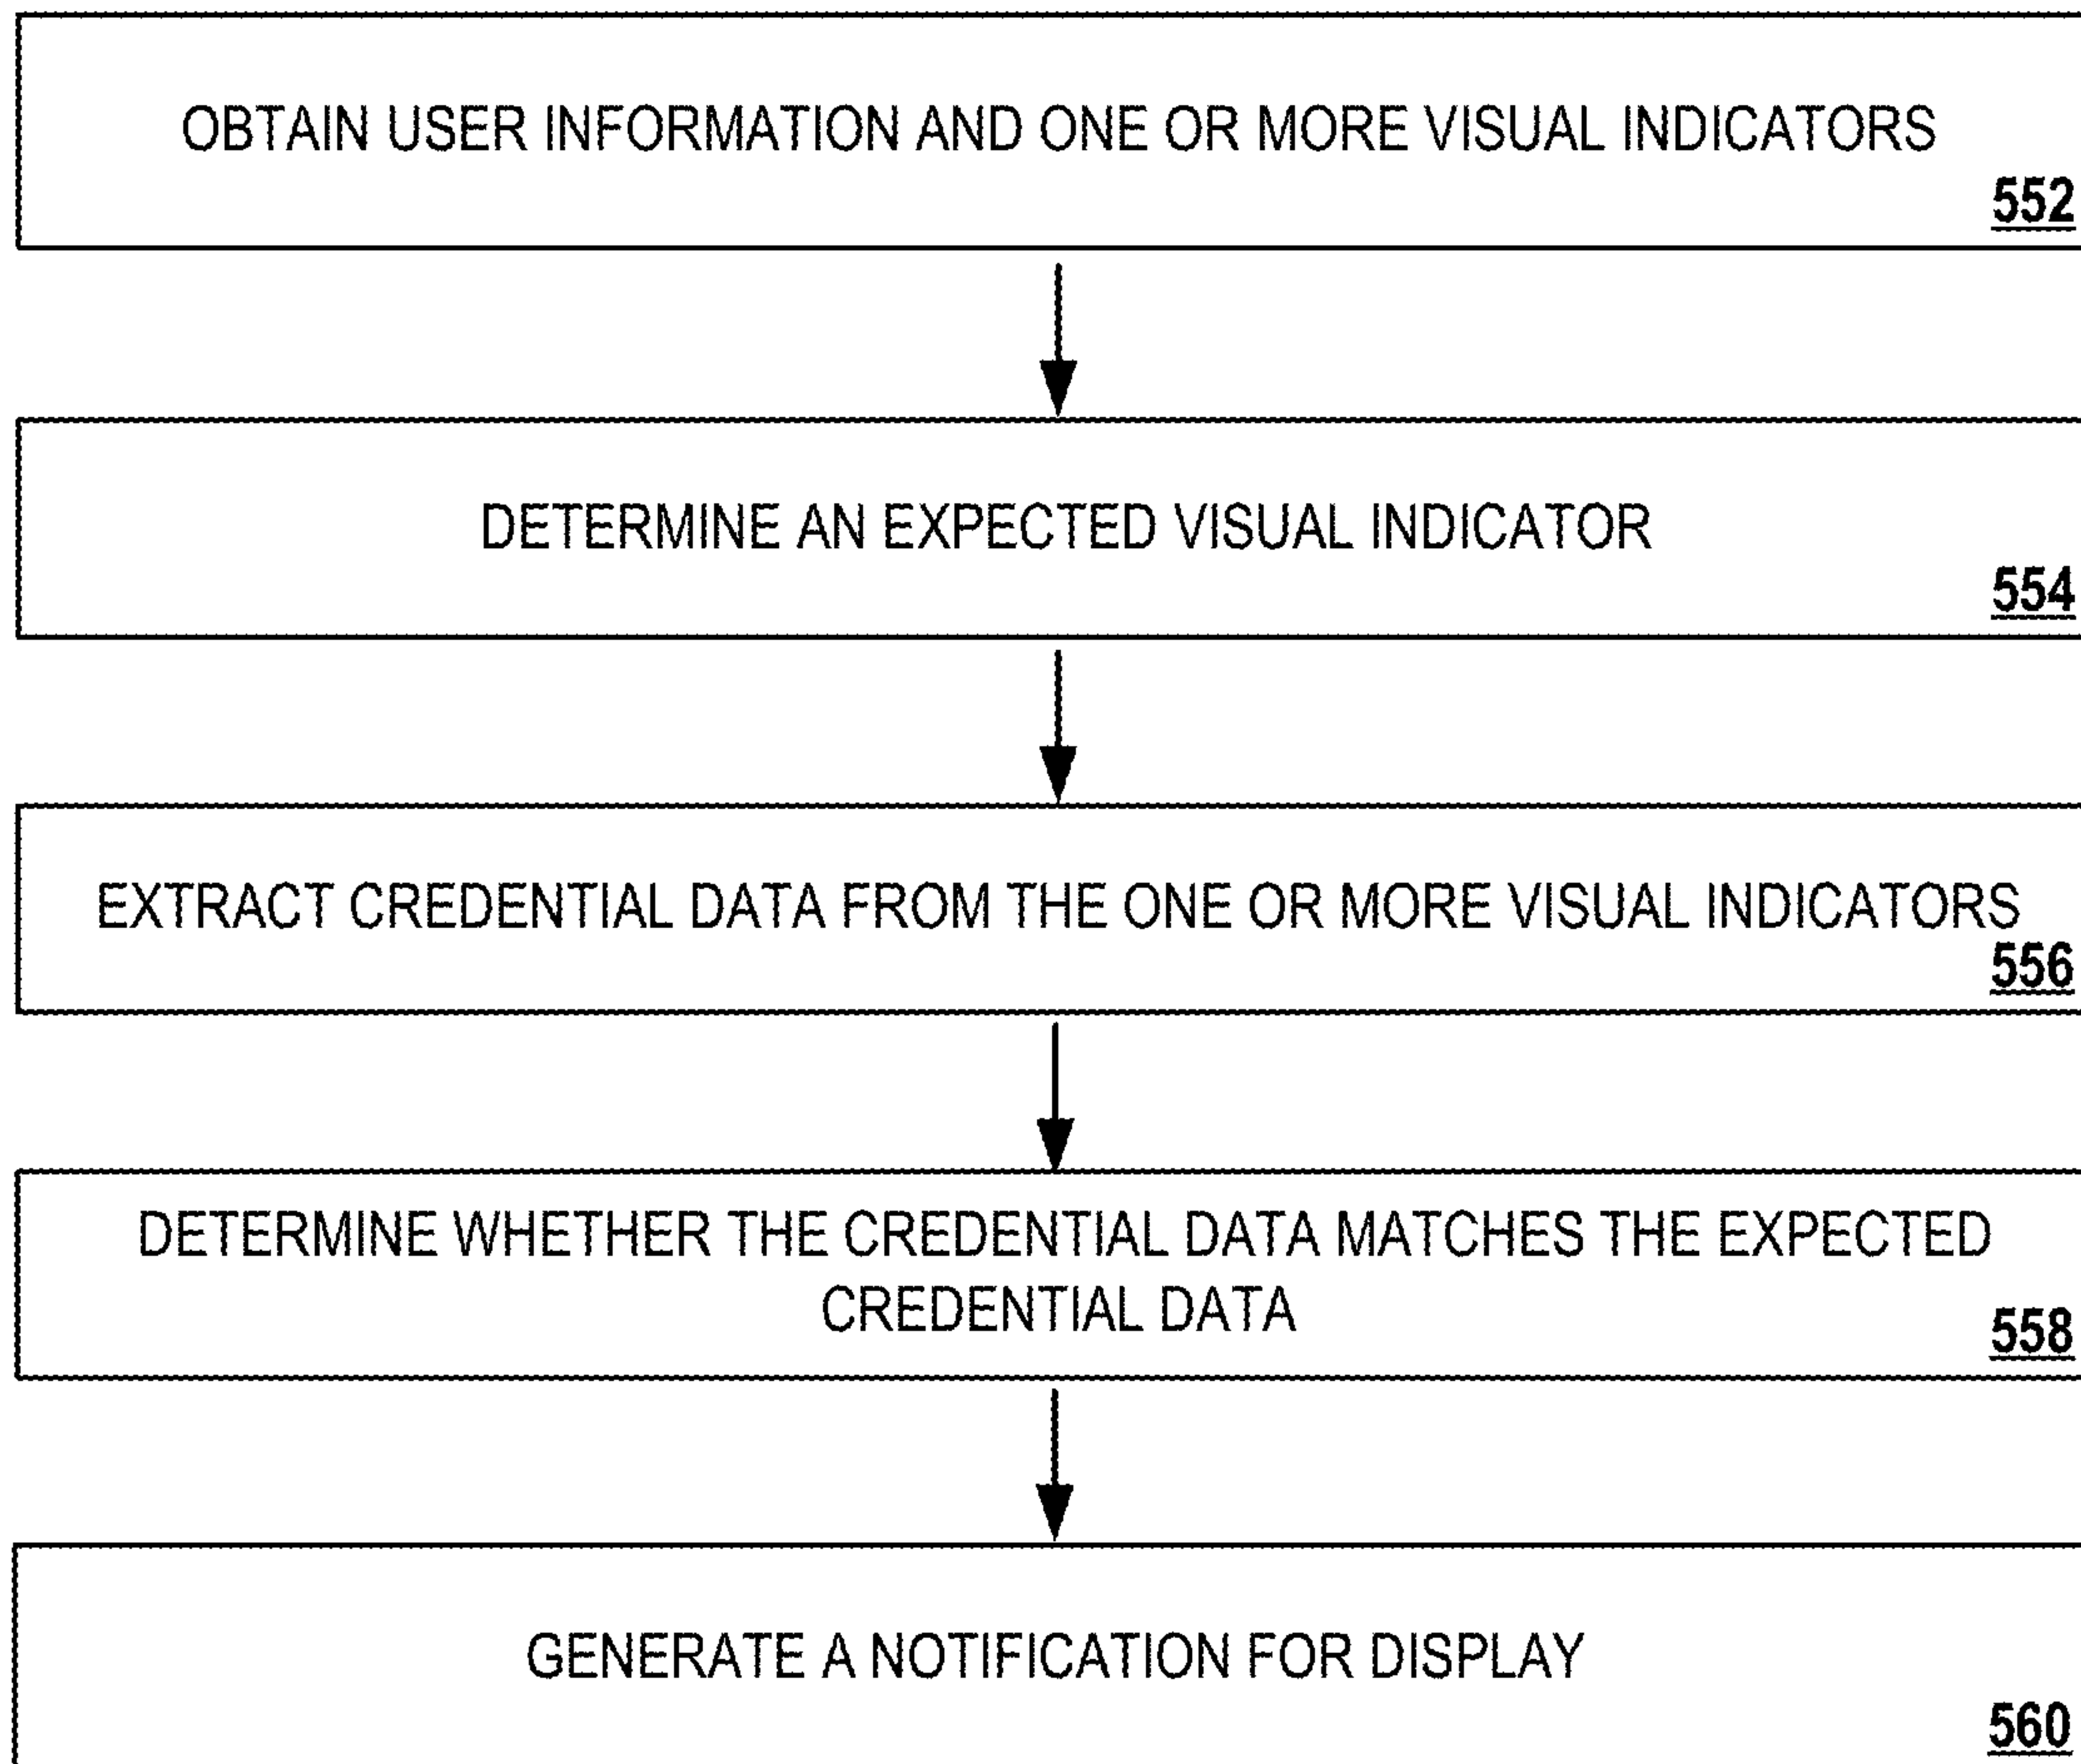 OBTAIN USER INFORMATION AND ONE OR MORE VISUAL INDICATORS
552
DETERMINE AN EXPECTED VISUAL INDICATOR
554
EXTRACT CREDENTIAL DATA FROM THE ONE OR MORE VISUAL INDICATORS
556
DETERMINE WHETHER THE CREDENTIAL DATA MATCHES THE EXPECTED
CREDENTIAL DATA
558
GENERATE A NOTIFICATION FOR DISPLAY
560